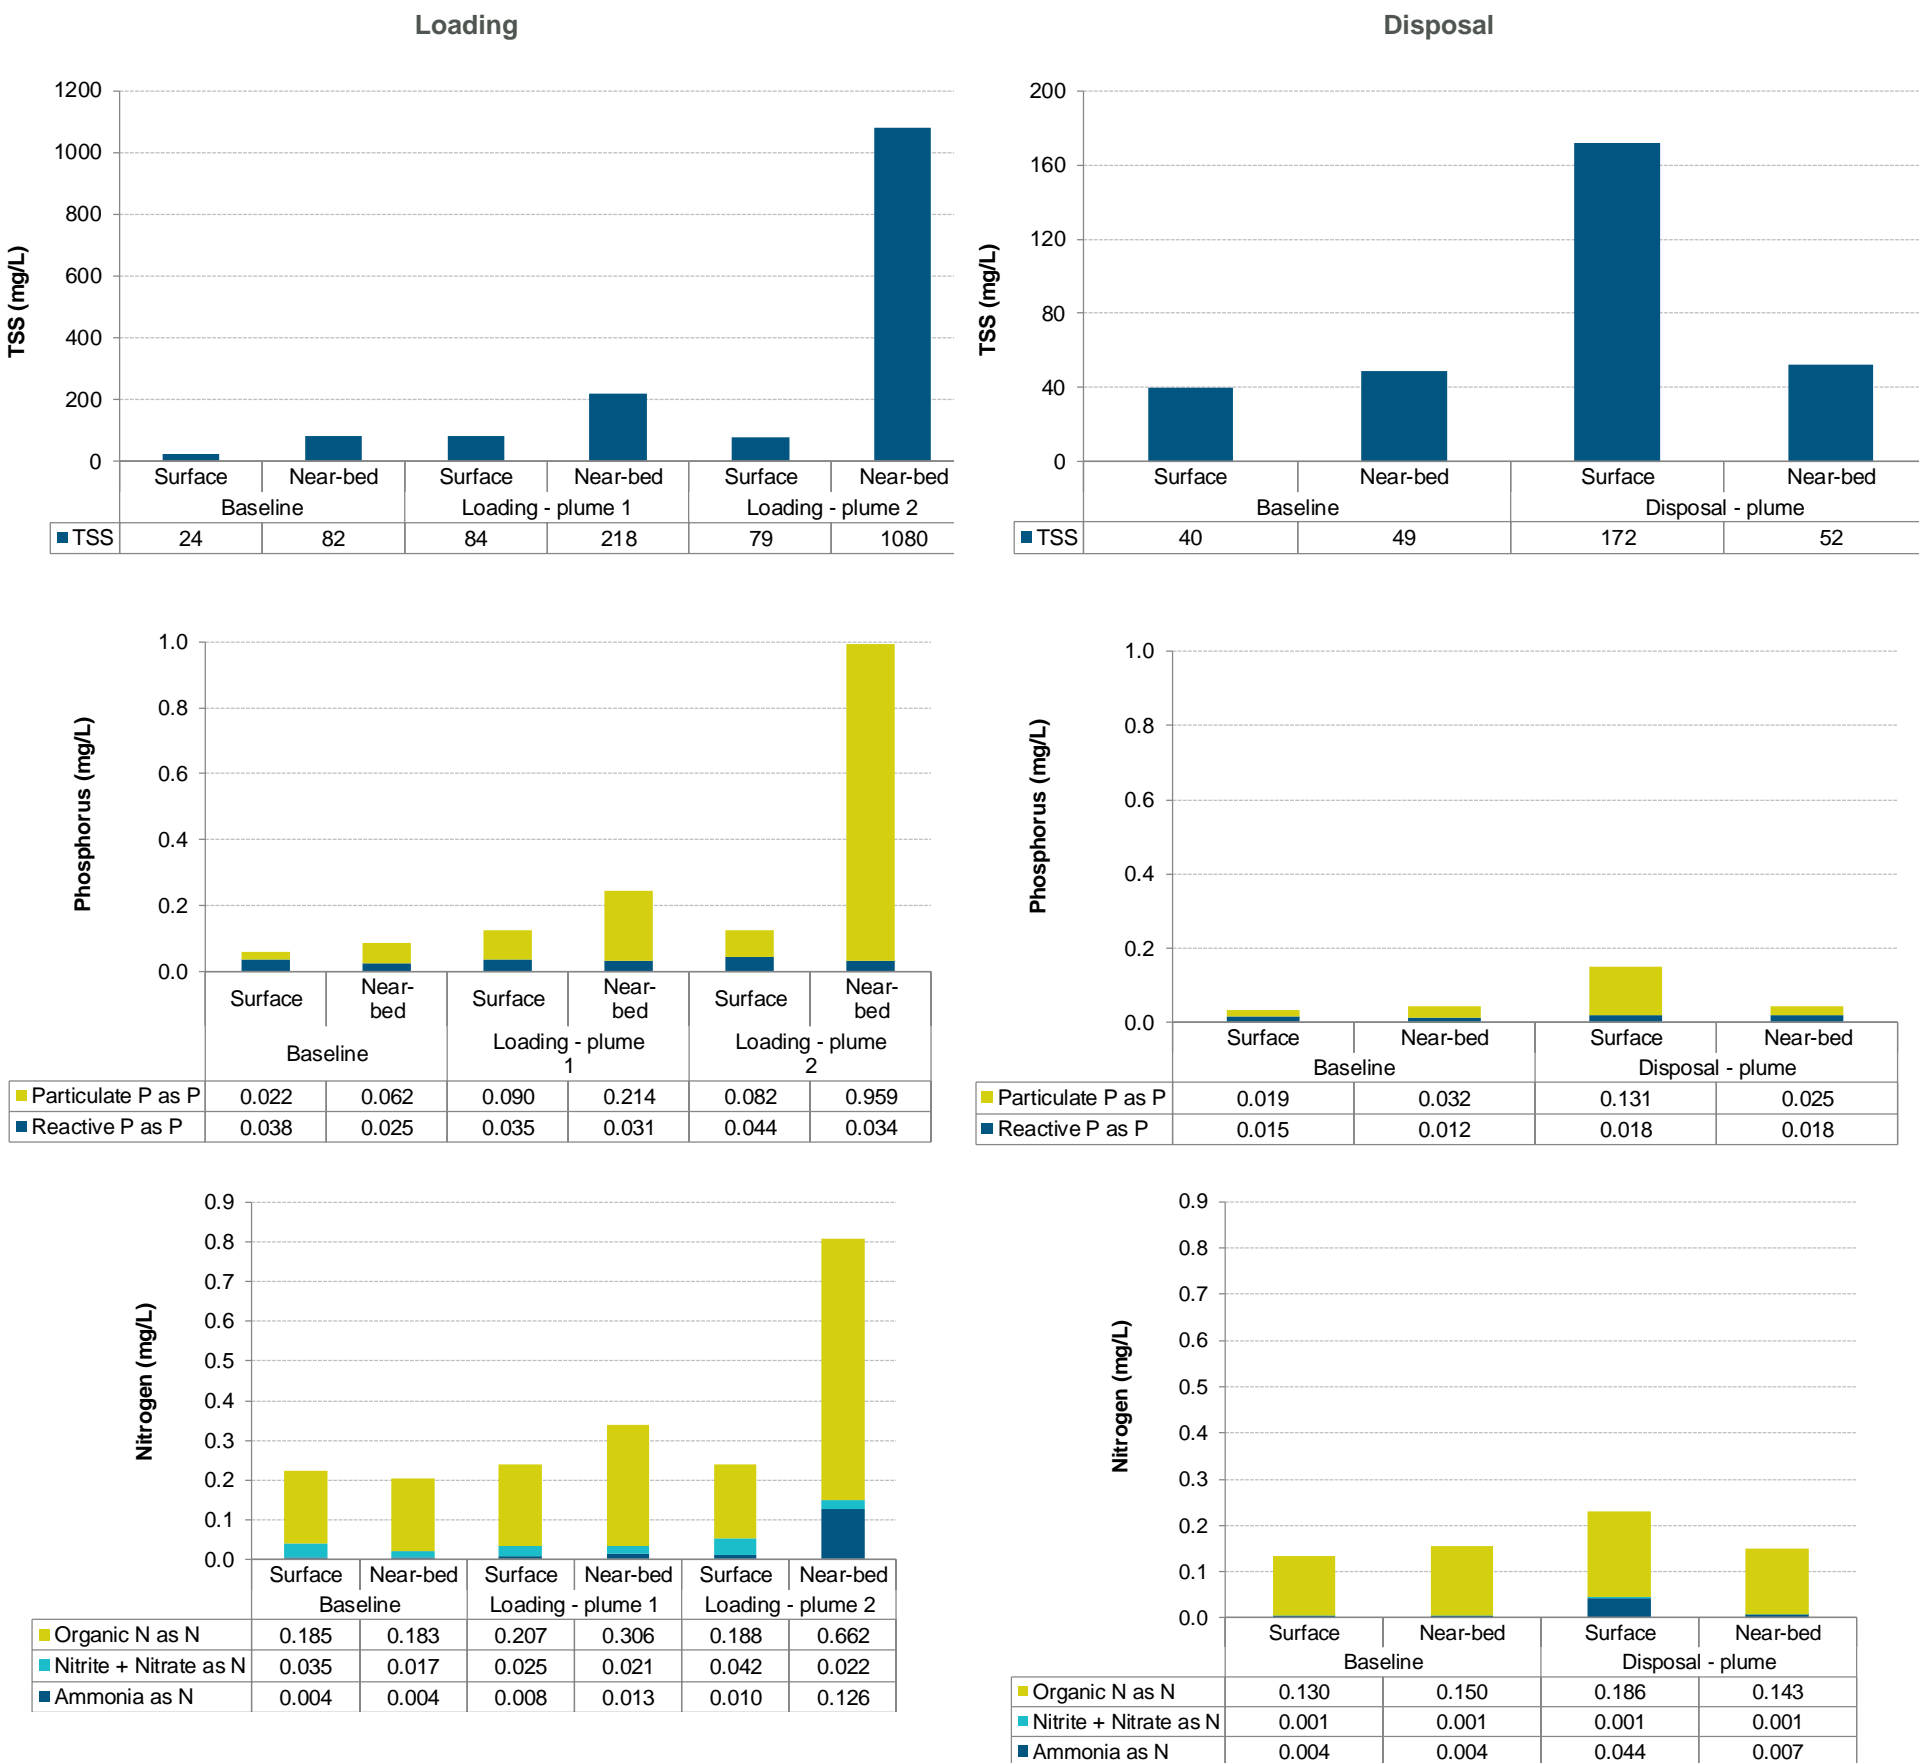 Loading
Disposal
TSS (mg/L)
1200
1000
800
600
400
200
0
Surface Near-bed Surface Near-bed Surface Near-bed
Baseline Loading - plume 1 Loading - plume 2
TSS 24 82 84 218 79 1080
TSS (mg/L)
200
160
120
80
40
0
Surface Near-bed Surface Near-bed
Baseline Disposal - plume
TSS 40 49 172 52
Phosphorus (mg/L)
1.0
0.8
0.6
0.4
0.2
0.0
Surface Near- Surface Near- Surface Near-
bed bed bed
Baseline Loading - plume Loading - plume
1 2
Particulate P as P 0.022 0.062 0.090 0.214 0.082 0.959
Reactive P as P 0.038 0.025 0.035 0.031 0.044 0.034
Phosphorus (mg/L)
1.0
0.8
0.6
0.4
0.2
0.0
Surface Near-bed Surface Near-bed
Baseline Disposal - plume
Particulate P as P 0.019 0.032 0.131 0.025
Reactive P as P 0.015 0.012 0.018 0.018
Nitrogen (mg/L)
0.9
0.8
0.7
0.6
0.5
0.4
0.3
0.2
0.1
0.0
Surface Near-bed Surface Near-bed Surface Near-bed
Baseline Loading - plume 1 Loading - plume 2
Organic N as N 0.185 0.183 0.207 0.306 0.188 0.662
Nitrite + Nitrate as N 0.035 0.017 0.025 0.021 0.042 0.022
Ammonia as N 0.004 0.004 0.008 0.013 0.010 0.126
Nitrogen (mg/L)
0.9
0.8
0.7
0.6
0.5
0.4
0.3
0.2
0.1
0.0
Surface Near-bed Surface Near-bed
Baseline Disposal - plume
Organic N as N 0.130 0.150 0.186 0.143
Nitrite + Nitrate as N 0.001 0.001 0.001 0.001
Ammonia as N 0.004 0.004 0.044 0.007